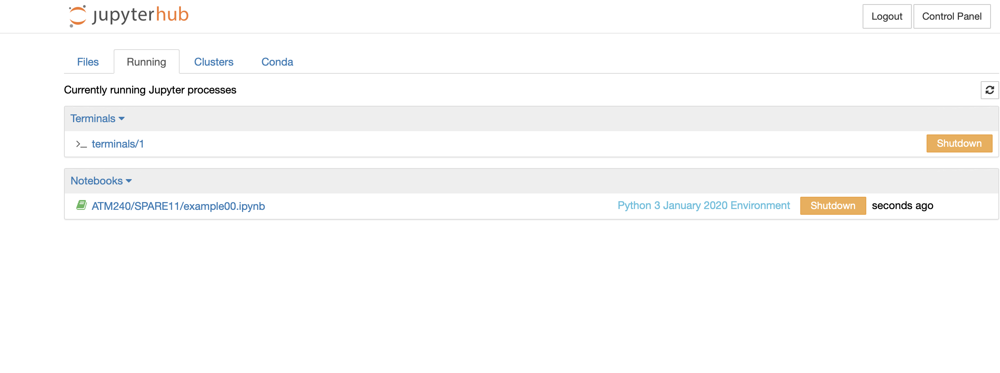 jupyterhub Logout Control Panel
Files Running Clusters Conda
Currently running Jupyter processes
Terminals
>_ terminals/1 Shutdown
Notebooks
ATM240/SPARE11/example00.ipynb Python 3 January 2020 Environment Shutdown seconds ago